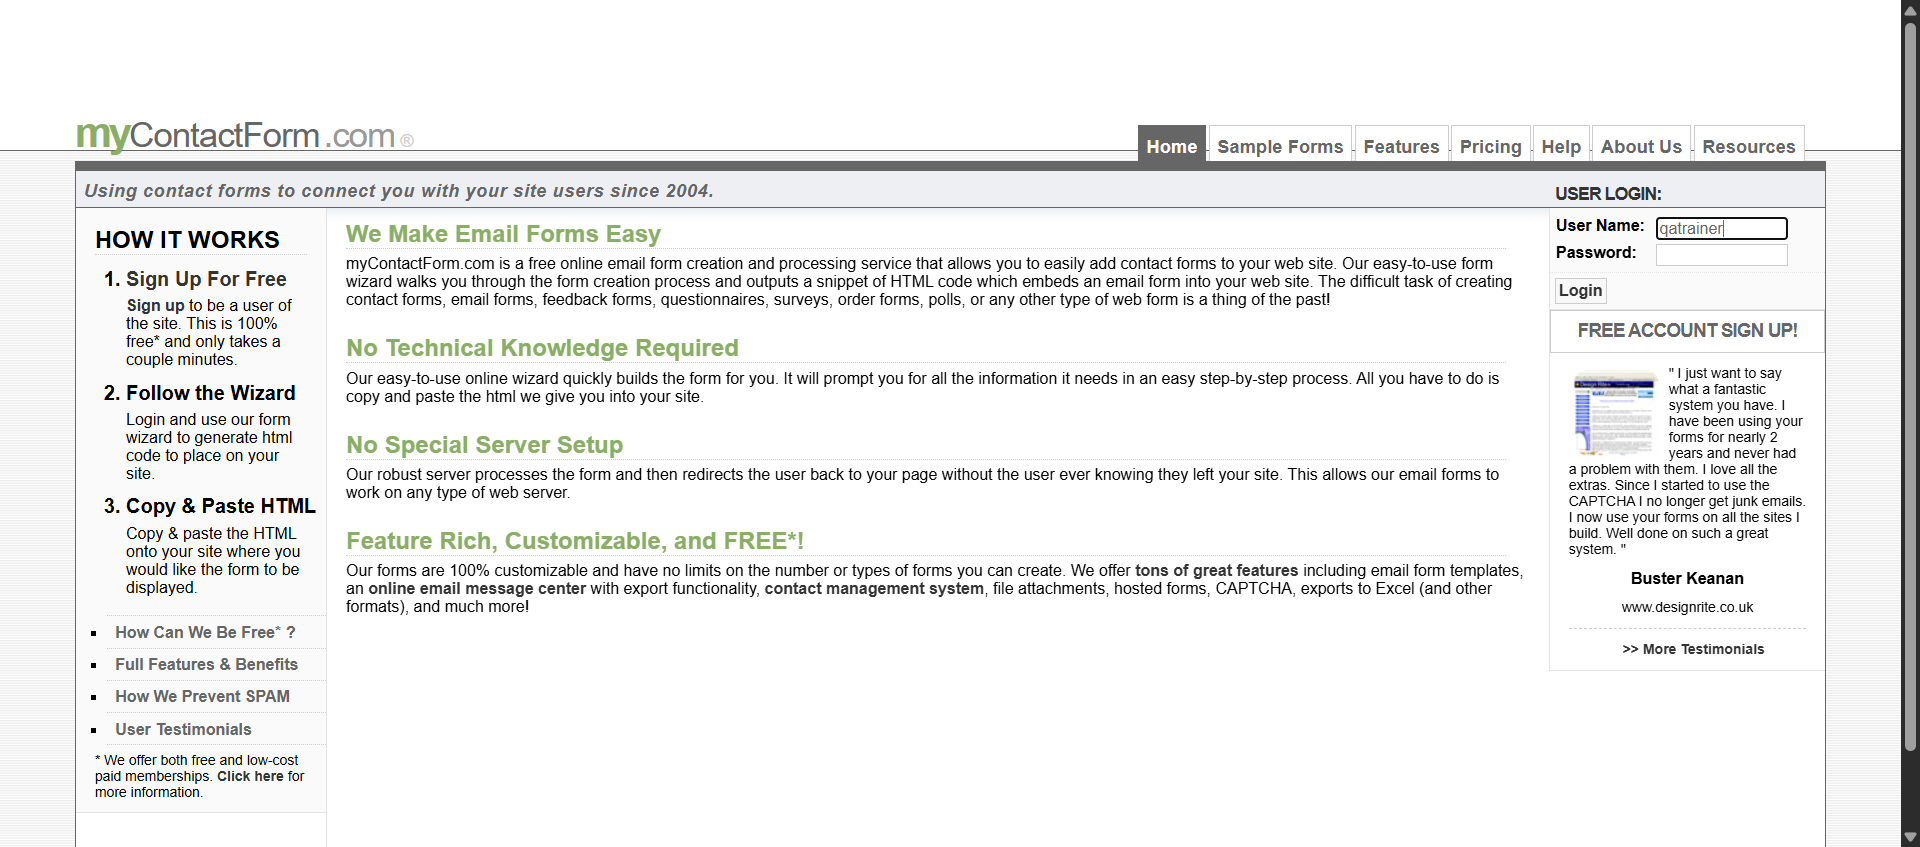 myContactForm.com®
Home
Sample Forms
Features
Pricing
Help
About Us
Resources
Using contact forms to connect you with your site users since 2004.
HOW IT WORKS
1. Sign Up For Free
Sign up to be a user of
the site. This is 100%
free* and only takes a
couple minutes.
2. Follow the Wizard
Login and use our form
wizard to generate html
code to place on your
site.
3. Copy & Paste HTML
Copy & paste the HTML
onto your site where you
would like the form to be
displayed.
How Can We Be Free* ?
Full Features & Benefits
How We Prevent SPAM
User Testimonials
* We offer both free and low-cost
paid memberships. Click here for
more information.
We Make Email Forms Easy
myContactForm.com is a free online email form creation and processing service that allows you to easily add contact forms to your web site. Our easy-to-use form
wizard walks you through the form creation process and outputs a snippet of HTML code which embeds an email form into your web site. The difficult task of creating
contact forms, email forms, feedback forms, questionnaires, surveys, order forms, polls, or any other type of web form is a thing of the past!
No Technical Knowledge Required
Our easy-to-use online wizard quickly builds the form for you. It will prompt you for all the information it needs in an easy step-by-step process. All you have to do is
copy and paste the html we give you into your site.
No Special Server Setup
Our robust server processes the form and then redirects the user back to your page without the user ever knowing they left your site. This allows our email forms to
work on any type of web server.
Feature Rich, Customizable, and FREE*!
Our forms are 100% customizable and have no limits on the number or types of forms you can create. We offer tons of great features including email form templates,
an online email message center with export functionality, contact management system, file attachments, hosted forms, CAPTCHA, exports to Excel (and other
formats), and much more!
USER LOGIN:
User Name: qatrainer
Password:
Login
FREE ACCOUNT SIGN UP!
" I just want to say
what a fantastic
system you have. I
have been using your
forms for nearly 2
years and never had
a problem with them. I love all the
extras. Since I started to use the
CAPTCHA I no longer get junk emails.
I now use your forms on all the sites I
build. Well done on such a great
system. "
Buster Keanan
www.designrite.co.uk
>> More Testimonials